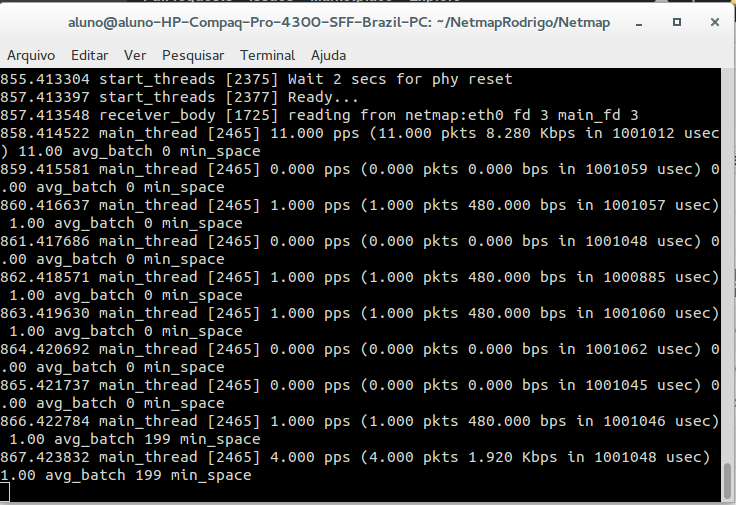 aluno@aluno-HP-Compaq-Pro-4300-SFF-Brazil-PC: ~/NetmapRodrigo/Netmap
Arquivo Editar Ver Pesquisar Terminal Ajuda
855.413304 start_threads [2375] Wait 2 secs for phy reset
857.413397 start_threads [2377] Ready...
857.413548 receiver_body [1725] reading from netmap:eth0 fd 3 main_fd 3
858.414522 main_thread [2465] 11.000 pps (11.000 pkts 8.280 Kbps in 1001012 usec
) 11.00 avg_batch 0 min_space
859.415581 main_thread [2465] 0.000 pps (0.000 pkts 0.000 bps in 1001059 usec) 0
.00 avg_batch 0 min_space
860.416637 main_thread [2465] 1.000 pps (1.000 pkts 480.000 bps in 1001057 usec)
 1.00 avg_batch 0 min_space
861.417686 main_thread [2465] 0.000 pps (0.000 pkts 0.000 bps in 1001048 usec) 0
.00 avg_batch 0 min_space
862.418571 main_thread [2465] 1.000 pps (1.000 pkts 480.000 bps in 1000885 usec)
 1.00 avg_batch 0 min_space
863.419630 main_thread [2465] 1.000 pps (1.000 pkts 480.000 bps in 1001060 usec)
 1.00 avg_batch 0 min_space
864.420692 main_thread [2465] 0.000 pps (0.000 pkts 0.000 bps in 1001062 usec) 0
.00 avg_batch 0 min_space
865.421737 main_thread [2465] 0.000 pps (0.000 pkts 0.000 bps in 1001045 usec) 0
.00 avg_batch 0 min_space
866.422784 main_thread [2465] 1.000 pps (1.000 pkts 480.000 bps in 1001046 usec)
 1.00 avg_batch 199 min_space
867.423832 main_thread [2465] 4.000 pps (4.000 pkts 1.920 Kbps in 1001048 usec)
1.00 avg_batch 199 min_space